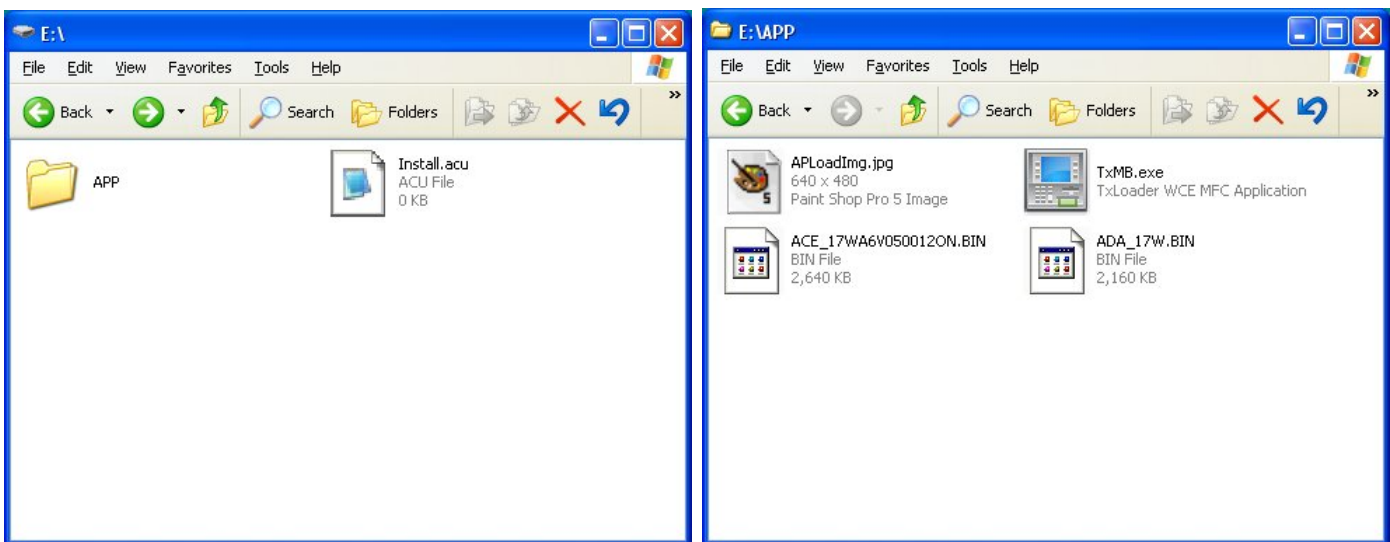 E:\
File Edit View Favorites Tools Help
Back Search Folders »
APP
Install.acu
ACU File
0 KB
E:\APP
File Edit View Favorites Tools Help
Back Search Folders »
APLoadImg.jpg
640 x 480
Paint Shop Pro 5 Image
5
TxMB.exe
TxLoader WCE MFC Application
ACE_17WA6V050012ON.BIN
BIN File
2,640 KB
ADA_17W.BIN
BIN File
2,160 KB